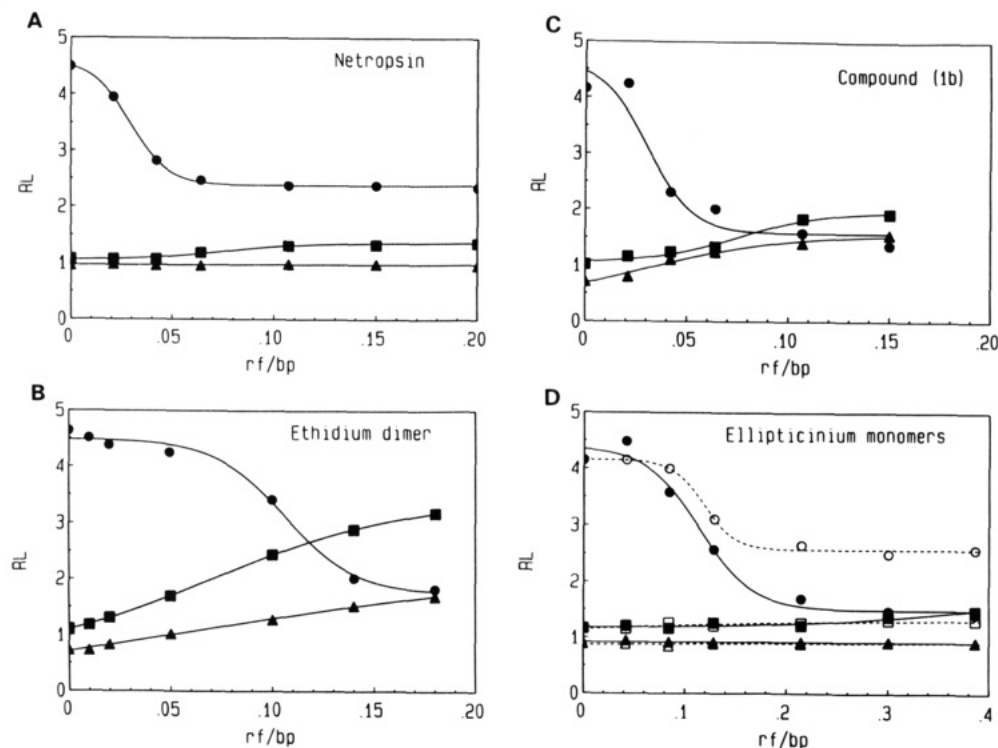 A
5
4
3
2
1
0
RL
Netropsin
0 .05 .10 .15 .20
rf/bp
C
5
4
3
2
1
0
RL
Compound (1b)
0 .05 .10 .15 .20
rf/bp
B
5
4
3
2
1
0
RL
Ethidium dimer
0 .05 .10 .15 .20
rf/bp
D
5
4
3
2
1
0
RL
Ellipticinium monomers
0 .1 .2 .3 .4
rf/bp